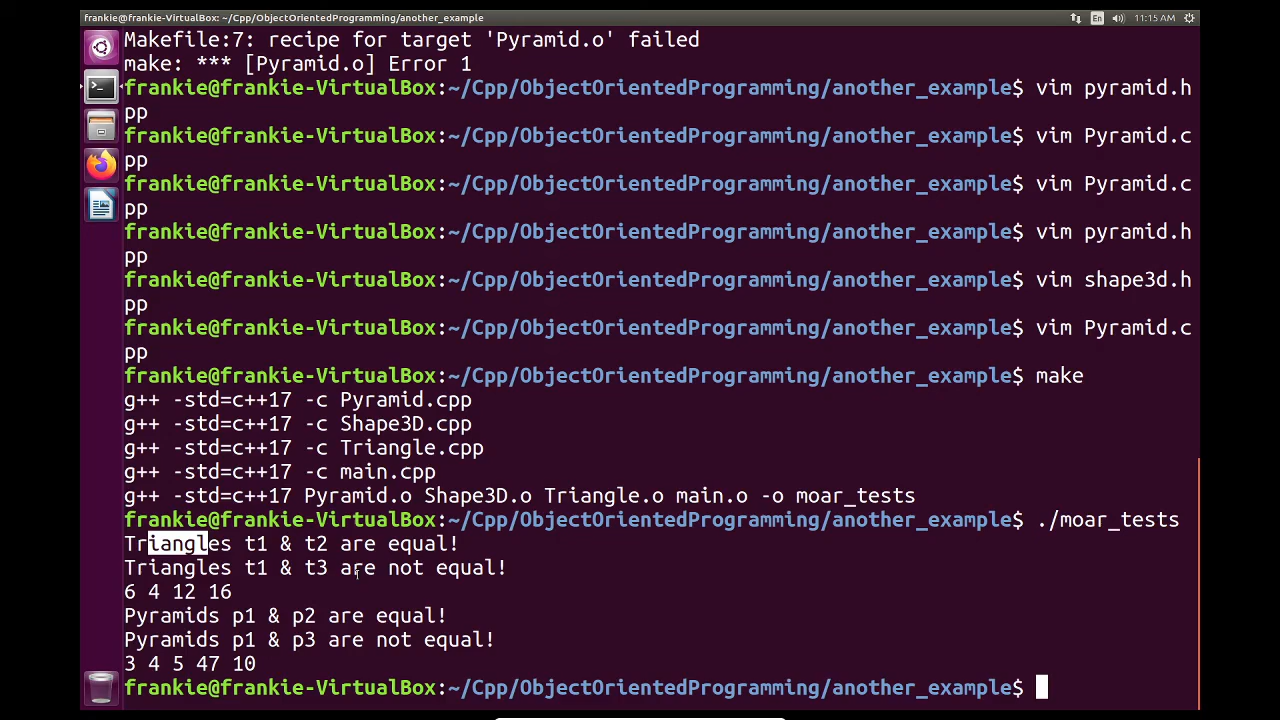 frankie@frankie-VirtualBox: ~/Cpp/ObjectOrientedProgramming/another_example
En
11:15 AM
Makefile:7: recipe for target 'Pyramid.o' failed
make: *** [Pyramid.o] Error 1
frankie@frankie-VirtualBox:~/Cpp/ObjectOrientedProgramming/another_example$ vim pyramid.h
pp
frankie@frankie-VirtualBox:~/Cpp/ObjectOrientedProgramming/another_example$ vim Pyramid.c
pp
frankie@frankie-VirtualBox:~/Cpp/ObjectOrientedProgramming/another_example$ vim Pyramid.c
pp
frankie@frankie-VirtualBox:~/Cpp/ObjectOrientedProgramming/another_example$ vim pyramid.h
pp
frankie@frankie-VirtualBox:~/Cpp/ObjectOrientedProgramming/another_example$ vim shape3d.h
pp
frankie@frankie-VirtualBox:~/Cpp/ObjectOrientedProgramming/another_example$ vim Pyramid.c
pp
frankie@frankie-VirtualBox:~/Cpp/ObjectOrientedProgramming/another_example$ make
g++ -std=c++17 -c Pyramid.cpp
g++ -std=c++17 -c Shape3D.cpp
g++ -std=c++17 -c Triangle.cpp
g++ -std=c++17 -c main.cpp
g++ -std=c++17 Pyramid.o Shape3D.o Triangle.o main.o -o moar_tests
frankie@frankie-VirtualBox:~/Cpp/ObjectOrientedProgramming/another_example$ ./moar_tests
Triangles t1 & t2 are equal!
Triangles t1 & t3 are not equal!
6 4 12 16
Pyramids p1 & p2 are equal!
Pyramids p1 & p3 are not equal!
3 4 5 47 10
frankie@frankie-VirtualBox:~/Cpp/ObjectOrientedProgramming/another_example$